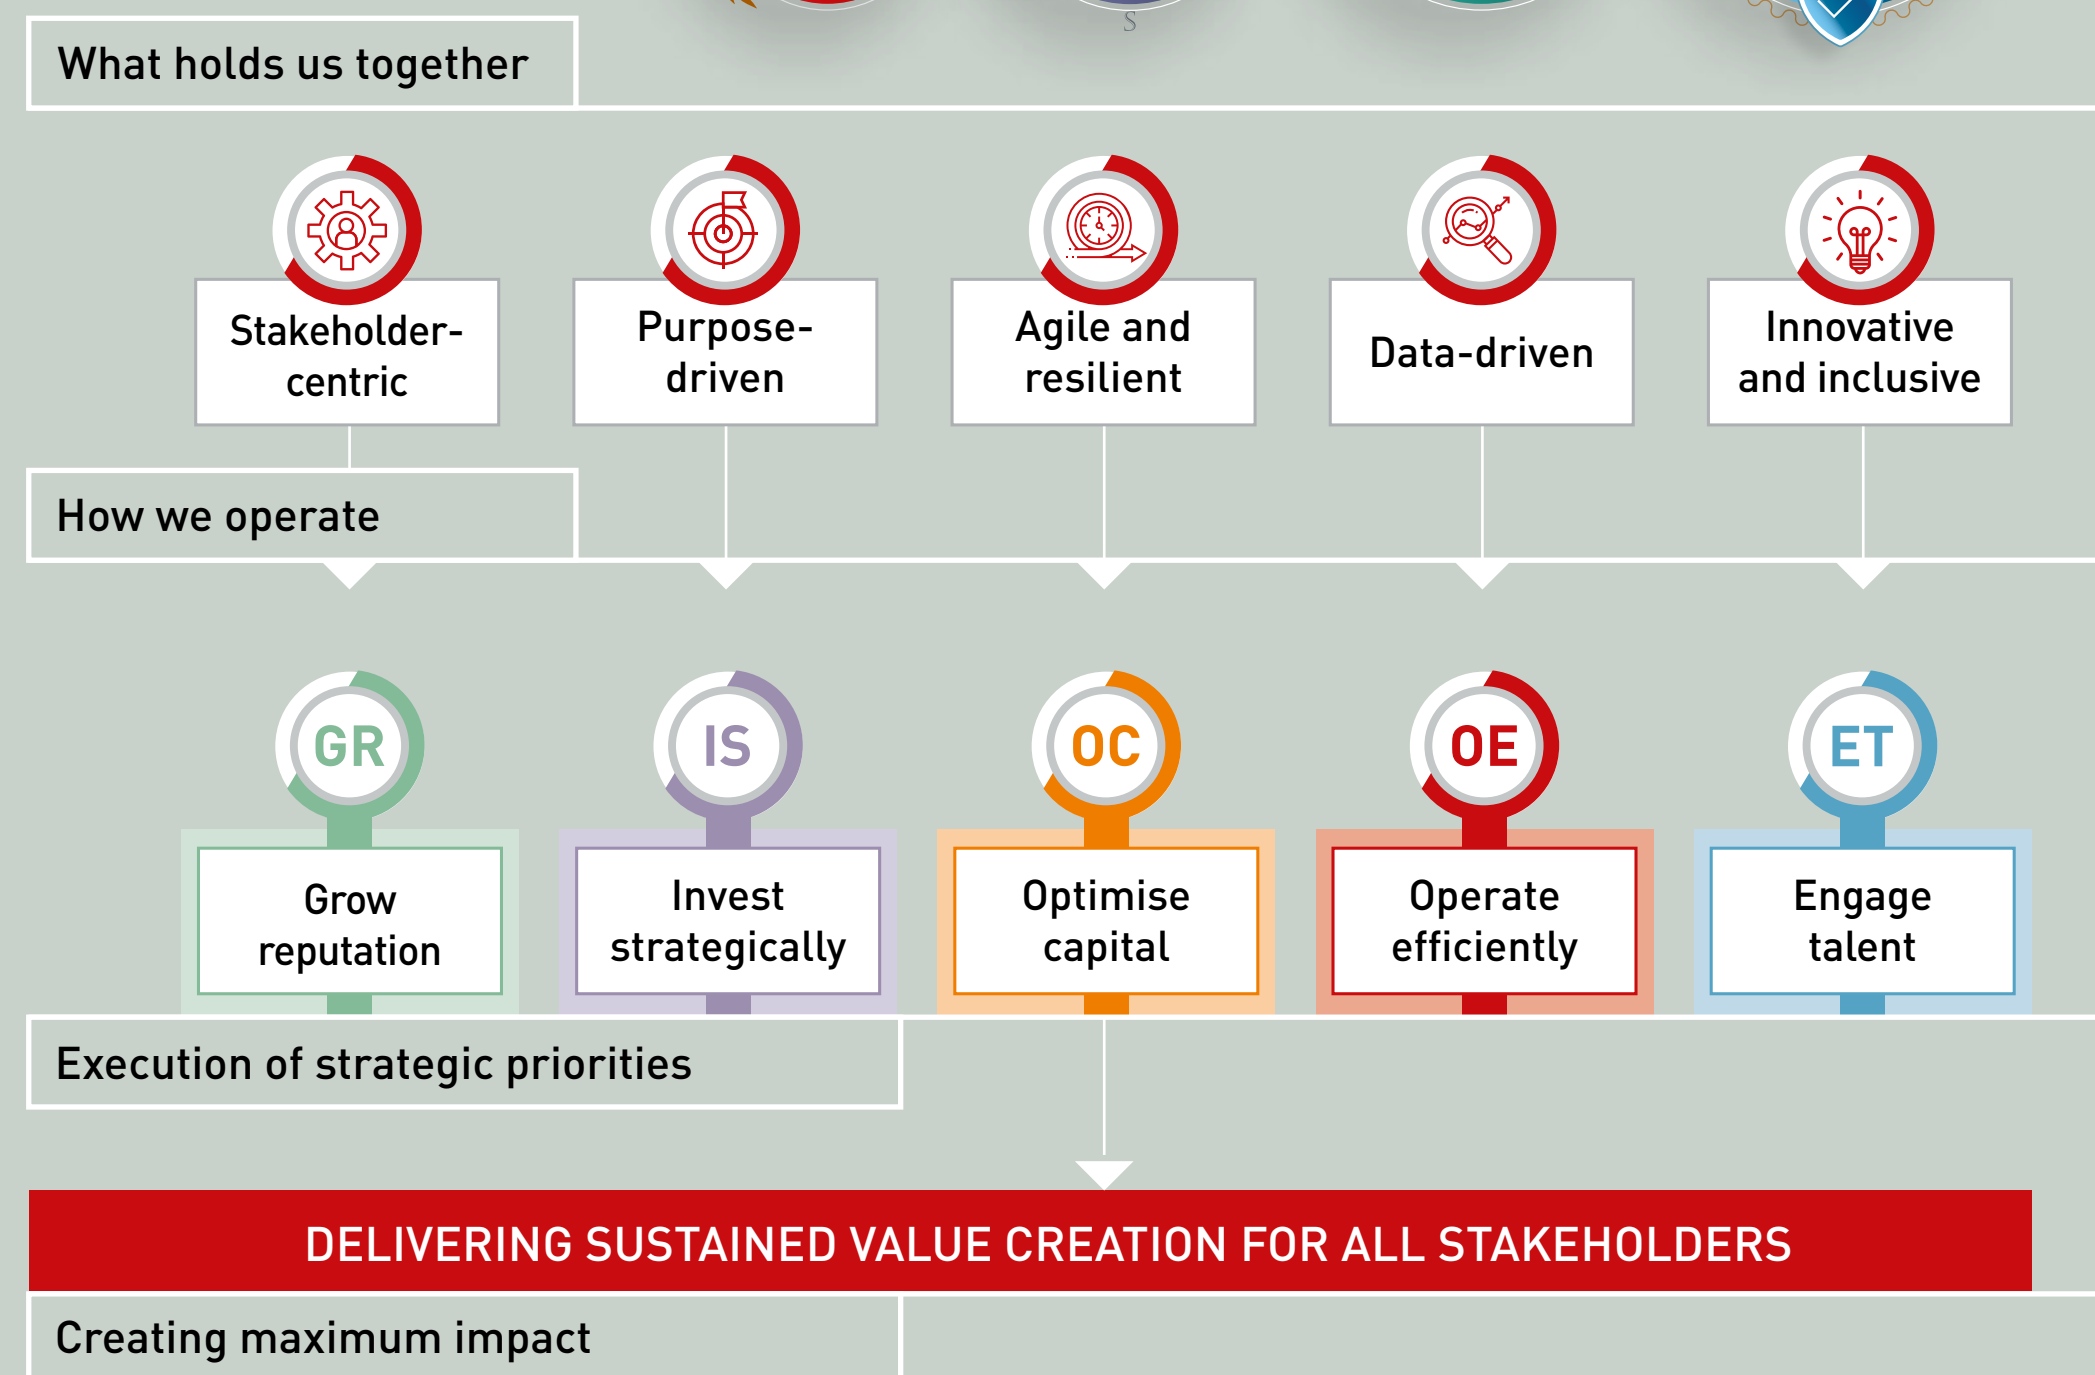 S
What holds us together
Stakeholder-
centric
Purpose-
driven
Agile and
resilient
Data-driven
Innovative
and inclusive
How we operate
GR
IS
OC
OE
ET
Grow
reputation
Invest
strategically
Optimise
capital
Operate
efficiently
Engage
talent
Execution of strategic priorities
DELIVERING SUSTAINED VALUE CREATION FOR ALL STAKEHOLDERS
Creating maximum impact